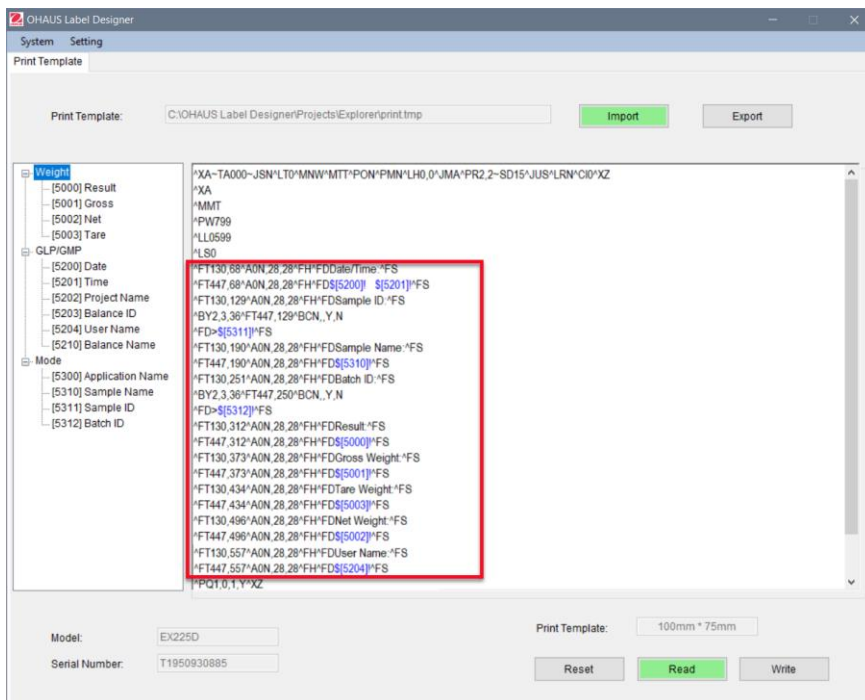 OHAUS Label Designer
System Setting
Print Template
Print Template: C:\OHAUS Label Designer\Projects\Explorer\print.tmp Import Export
Weight
[5000] Result
[5001] Gross
[5002] Net
[5003] Tare
GLP/GMP
[5200] Date
[5201] Time
[5202] Project Name
[5203] Balance ID
[5204] User Name
[5210] Balance Name
Mode
[5300] Application Name
[5310] Sample Name
[5311] Sample ID
[5312] Batch ID
^XA~TA000~JSN^LT0^MNW^MTT^PON^PMN^LH0,0^JMA^PR2,2~SD15^JUS^LRN^CI0^XZ
^XA
^MMT
^PW799
^LL0599
^LS0
^FT130,68^A0N,28,28^FH^FDDate/Time:^FS
^FT447,68^A0N,28,28^FH^FD$[5200]!  $[5201]!^FS
^FT130,129^A0N,28,28^FH^FDSample ID:^FS
^BY2,3,36^FT447,129^BCN,,Y,N
^FD>$[5311]!^FS
^FT130,190^A0N,28,28^FH^FDSample Name:^FS
^FT447,190^A0N,28,28^FH^FD$[5310]!^FS
^FT130,251^A0N,28,28^FH^FDBatch ID:^FS
^BY2,3,36^FT447,250^BCN,,Y,N
^FD>$[5312]!^FS
^FT130,312^A0N,28,28^FH^FDResult:^FS
^FT447,312^A0N,28,28^FH^FD$[5000]!^FS
^FT130,373^A0N,28,28^FH^FDGross Weight:^FS
^FT447,373^A0N,28,28^FH^FD$[5001]!^FS
^FT130,434^A0N,28,28^FH^FDTare Weight:^FS
^FT447,434^A0N,28,28^FH^FD$[5003]!^FS
^FT130,496^A0N,28,28^FH^FDNet Weight:^FS
^FT447,496^A0N,28,28^FH^FD$[5002]!^FS
^FT130,557^A0N,28,28^FH^FDUser Name:^FS
^FT447,557^A0N,28,28^FH^FD$[5204]!^FS
^PQ1,0,1,Y^XZ
Model: EX225D
Serial Number: T1950930885
Print Template: 100mm * 75mm
Reset Read Write